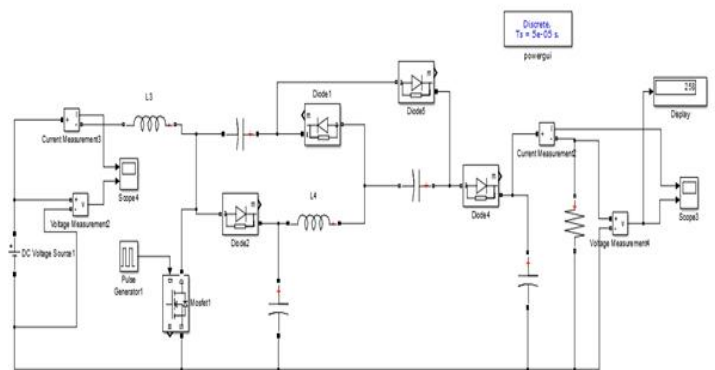 Discrete,
Ts = 5e-05 s.
powergui
L3
Diode1
Diode5
Display
Current Measurement3
Scope4
Current Measurement2
L4
Diode4
Voltage Measurement2
Diode2
Voltage Measurement4
Scope3
DC Voltage Source1
Pulse
Generator1
Mosfet1